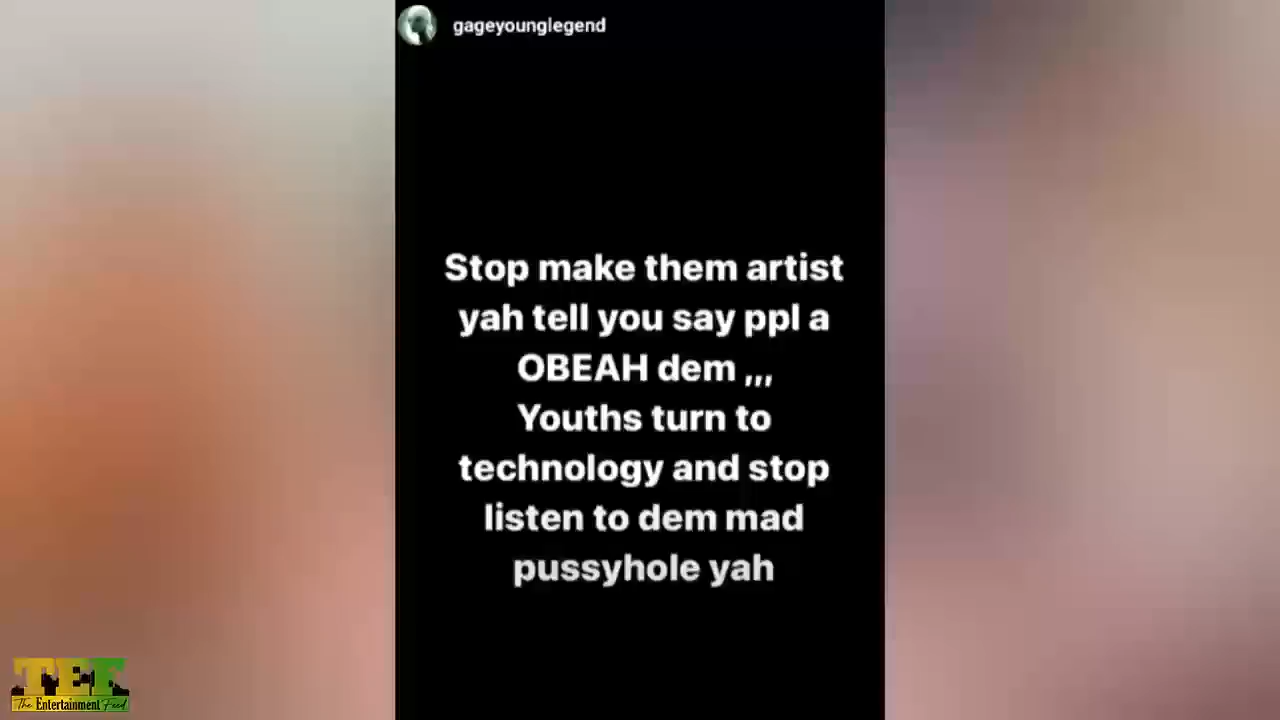 gageyounglegend
Stop make them artist
yah tell you say ppl a
OBEAH dem ,,,
Youths turn to
technology and stop
listen to dem mad
pussyhole yah
TEF
The Entertainment Feed